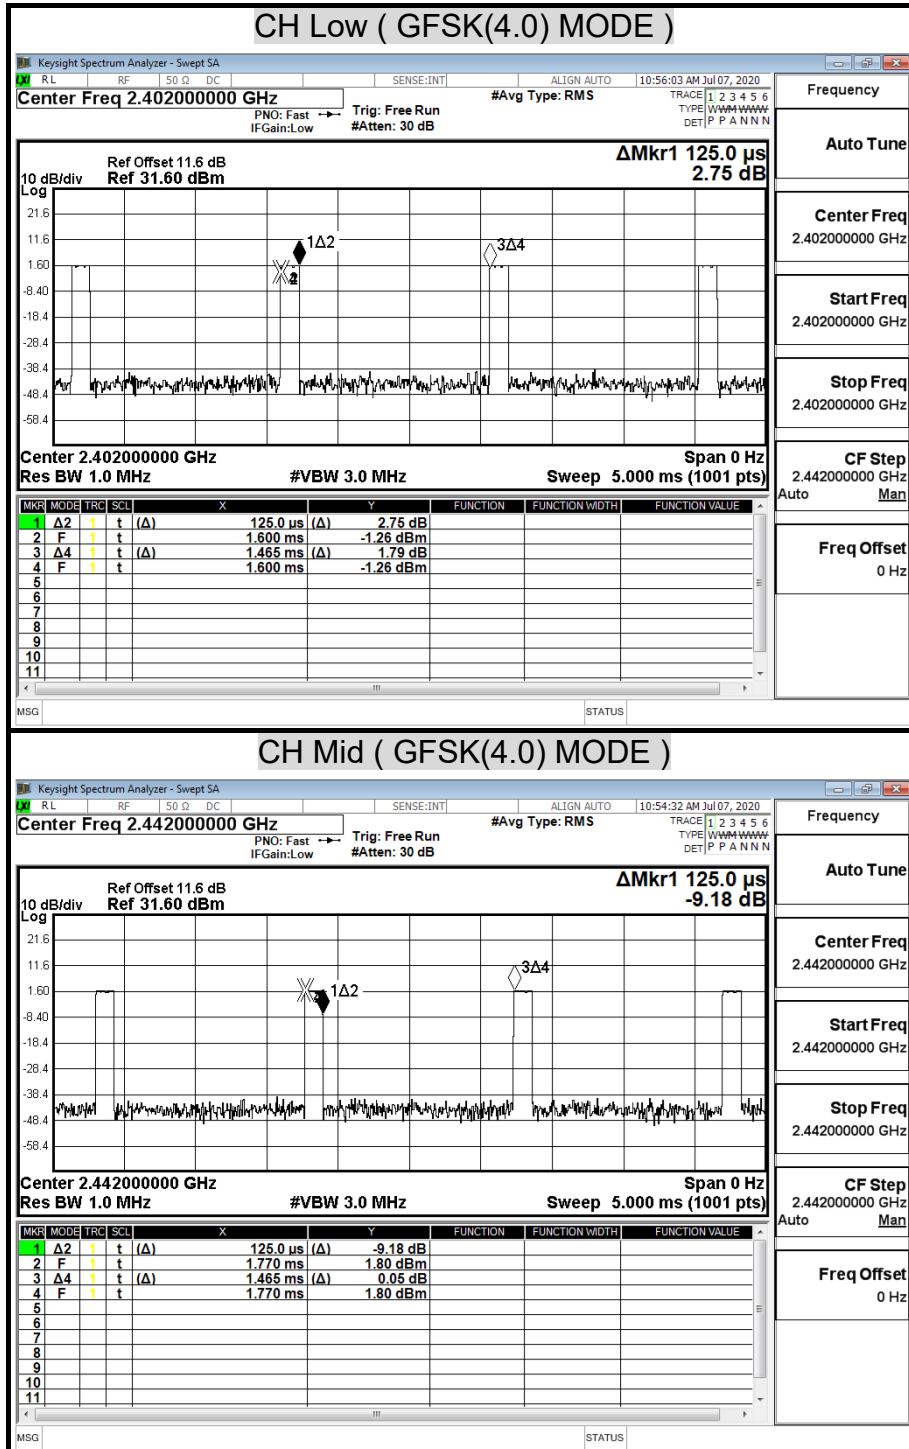 CH Low ( GFSK(4.0) MODE )
Keysight Spectrum Analyzer - Swept SA
LXI RL RF 50 Ω DC SENSE:INT ALIGN AUTO 10:56:03 AM Jul 07, 2020
Center Freq 2.402000000 GHz #Avg Type: RMS TRACE 1 2 3 4 5 6
PNO: Fast Trig: Free Run TYPE WWMWWWW
IFGain:Low #Atten: 30 dB DET P P A N N N
Frequency
Auto Tune
Ref Offset 11.6 dB ΔMkr1 125.0 µs
10 dB/div Ref 31.60 dBm 2.75 dB
Log
21.6
11.6
1.60
-8.40
-18.4
-28.4
-38.4
-48.4
-58.4
1Δ2
3Δ4
Center Freq
2.402000000 GHz
Start Freq
2.402000000 GHz
Stop Freq
2.402000000 GHz
Center 2.402000000 GHz Span 0 Hz
Res BW 1.0 MHz #VBW 3.0 MHz Sweep 5.000 ms (1001 pts)
CF Step
2.442000000 GHz
Auto Man
MKR MODE TRC SCL X Y FUNCTION FUNCTION WIDTH FUNCTION VALUE
1 Δ2 1 t (Δ) 125.0 µs (Δ) 2.75 dB
2 F 1 t 1.600 ms -1.26 dBm
3 Δ4 1 t (Δ) 1.465 ms (Δ) 1.79 dB
4 F 1 t 1.600 ms -1.26 dBm
5
6
7
8
9
10
11
Freq Offset
0 Hz
MSG STATUS
CH Mid ( GFSK(4.0) MODE )
Keysight Spectrum Analyzer - Swept SA
LXI RL RF 50 Ω DC SENSE:INT ALIGN AUTO 10:54:32 AM Jul 07, 2020
Center Freq 2.442000000 GHz #Avg Type: RMS TRACE 1 2 3 4 5 6
PNO: Fast Trig: Free Run TYPE WWMWWWW
IFGain:Low #Atten: 30 dB DET P P A N N N
Frequency
Auto Tune
Ref Offset 11.6 dB ΔMkr1 125.0 µs
10 dB/div Ref 31.60 dBm -9.18 dB
Log
21.6
11.6
1.60
-8.40
-18.4
-28.4
-38.4
-48.4
-58.4
1Δ2
3Δ4
Center Freq
2.442000000 GHz
Start Freq
2.442000000 GHz
Stop Freq
2.442000000 GHz
Center 2.442000000 GHz Span 0 Hz
Res BW 1.0 MHz #VBW 3.0 MHz Sweep 5.000 ms (1001 pts)
CF Step
2.442000000 GHz
Auto Man
MKR MODE TRC SCL X Y FUNCTION FUNCTION WIDTH FUNCTION VALUE
1 Δ2 1 t (Δ) 125.0 µs (Δ) -9.18 dB
2 F 1 t 1.770 ms 1.80 dBm
3 Δ4 1 t (Δ) 1.465 ms (Δ) 0.05 dB
4 F 1 t 1.770 ms 1.80 dBm
5
6
7
8
9
10
11
Freq Offset
0 Hz
MSG STATUS